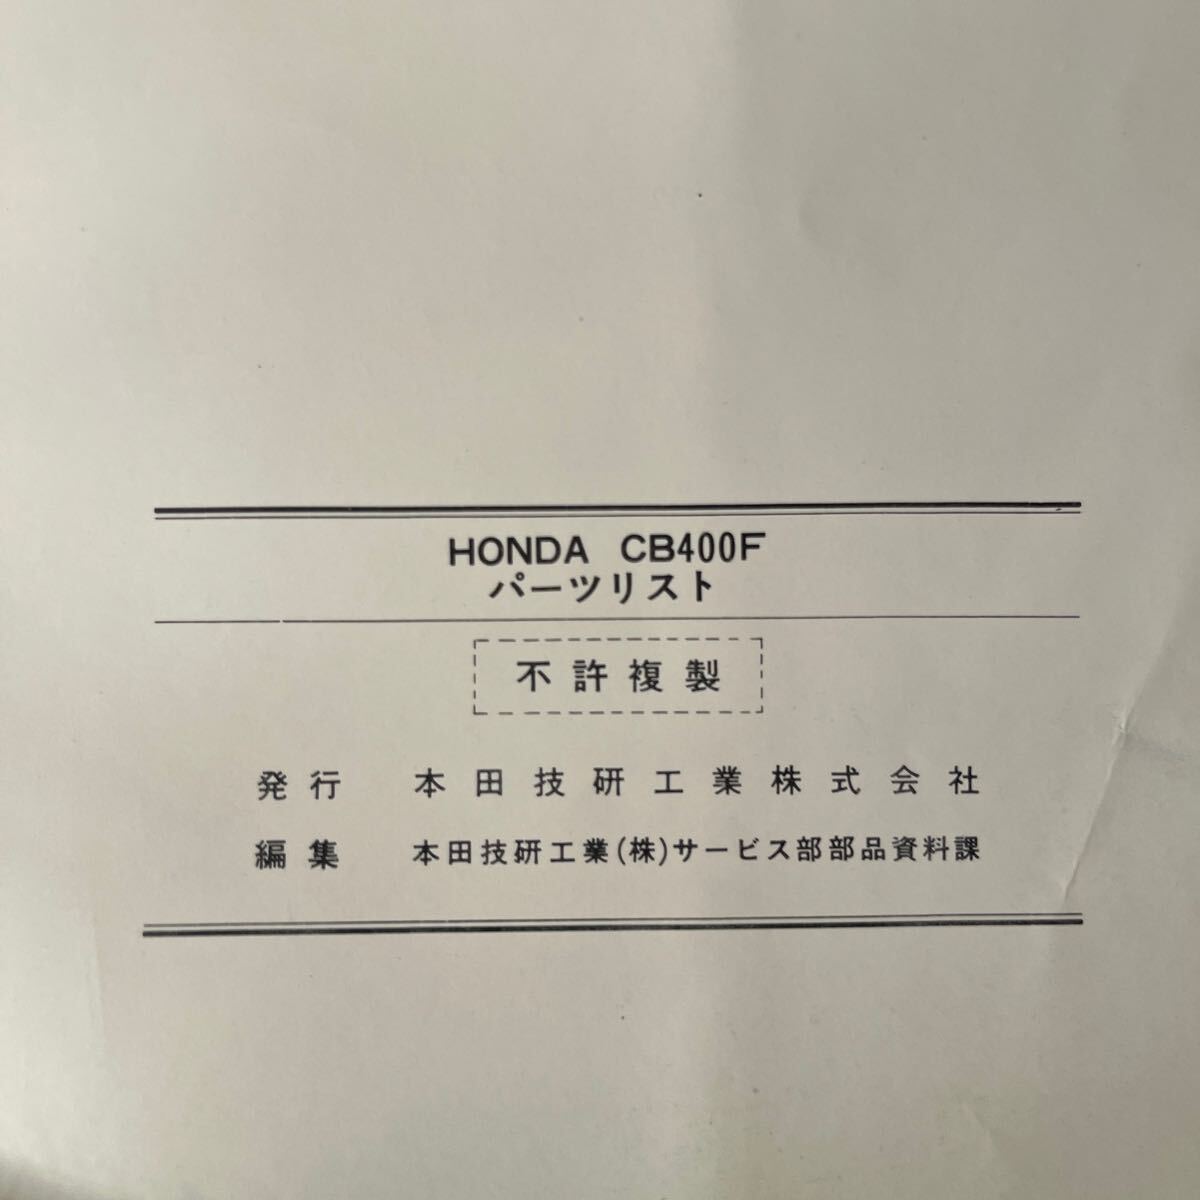 HONDA CB400F
パーツリスト
不許複製
発行 本田技研工業株式会社
編集 本田技研工業(株)サービス部部品資料課